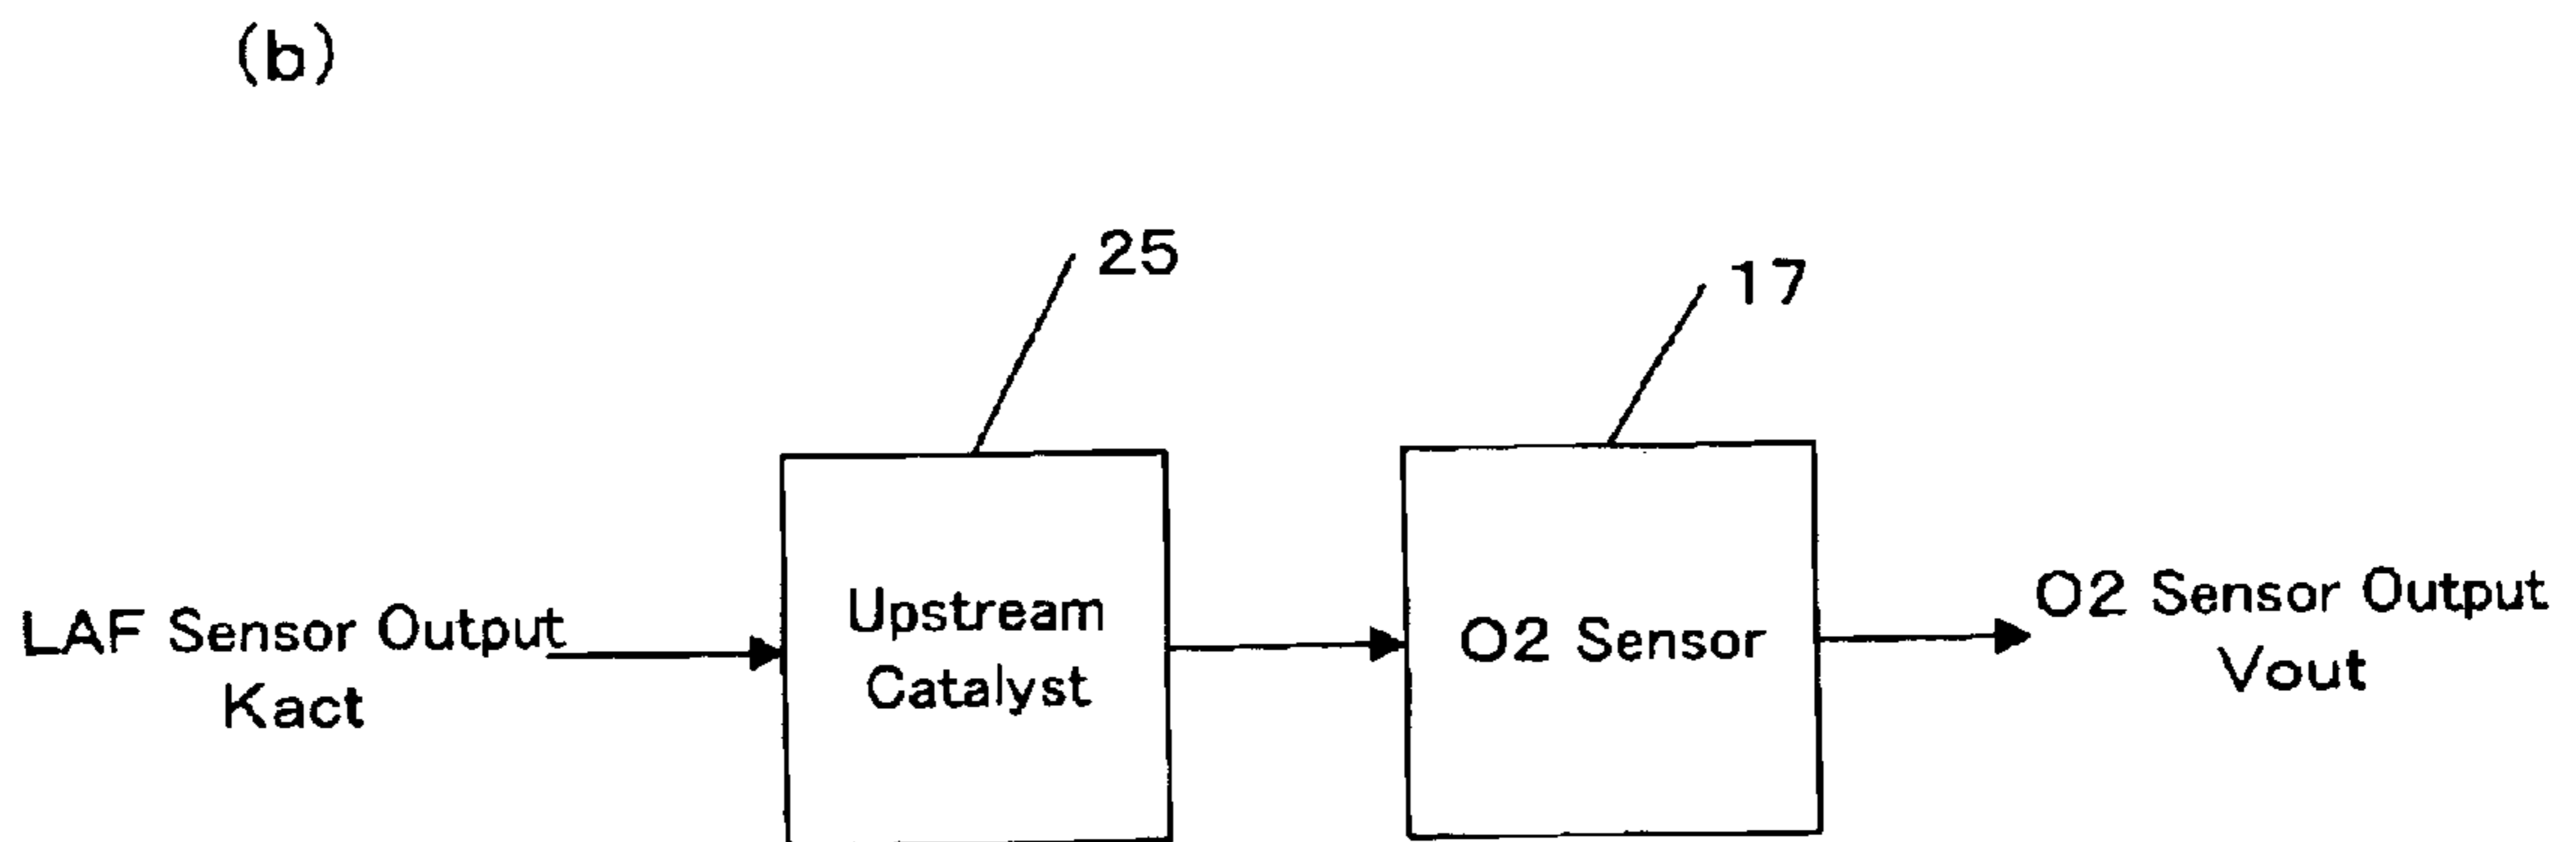 (b)
25
17
LAF Sensor Output
Kact
Upstream
Catalyst
O2 Sensor
O2 Sensor Output
Vout